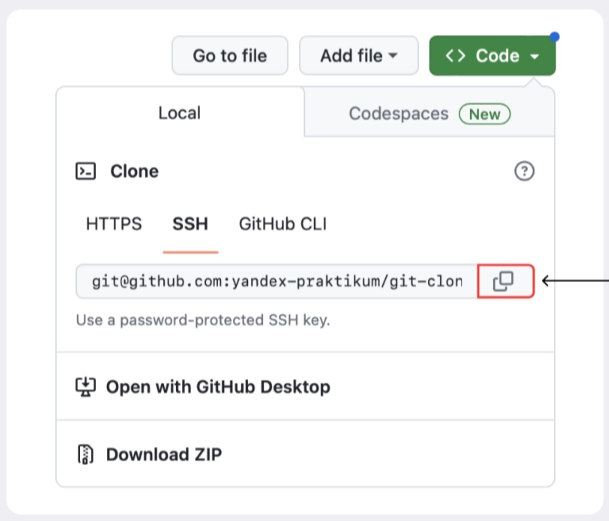 Go to file Add file <> Code
Local Codespaces New
Clone
HTTPS SSH GitHub CLI
git@github.com:yandex-praktikum/git-clon
Use a password-protected SSH key.
Open with GitHub Desktop
Download ZIP